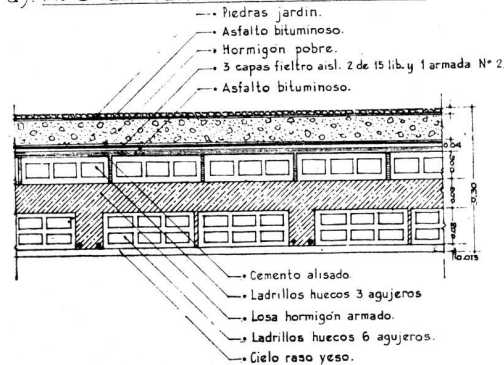 Piedras jardin.
Asfalto bituminoso.
Hormigón pobre.
3 capas fieltro aisl. 2 de 15 lib. y 1 armada N° 2
Asfalto bituminoso.
0.04
0.30
0.015
Cemento alisado.
Ladrillos huecos 3 agujeros
Losa hormigón armado.
Ladrillos huecos 6 agujeros.
Cielo raso yeso.